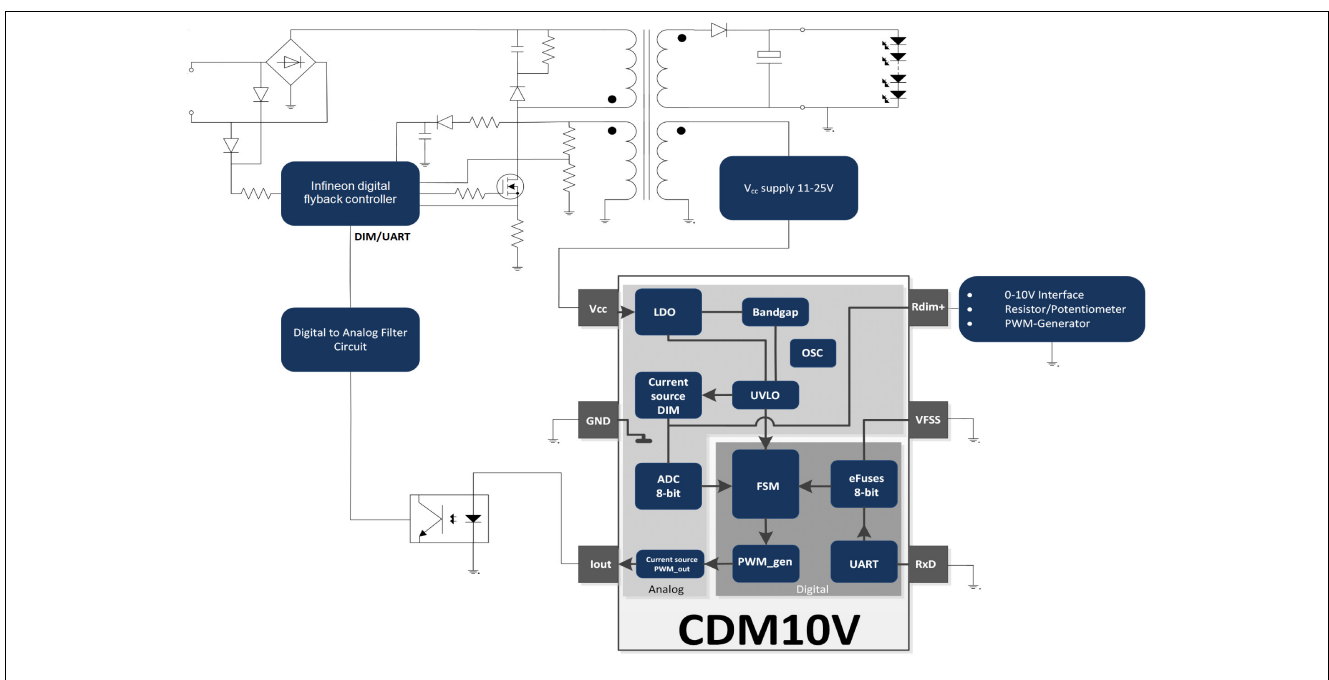 Infineon digital
flyback controller
DIM/UART
V_cc supply 11-25V
Digital to Analog Filter
Circuit
Vcc
LDO
Bandgap
OSC
Rdim+
• 0-10V Interface
• Resistor/Potentiometer
• PWM-Generator
Current
source
DIM
UVLO
GND
VFSS
ADC
8-bit
FSM
eFuses
8-bit
Iout
Current source
PWM_out
PWM_gen
UART
RxD
Analog
Digital
CDM10V